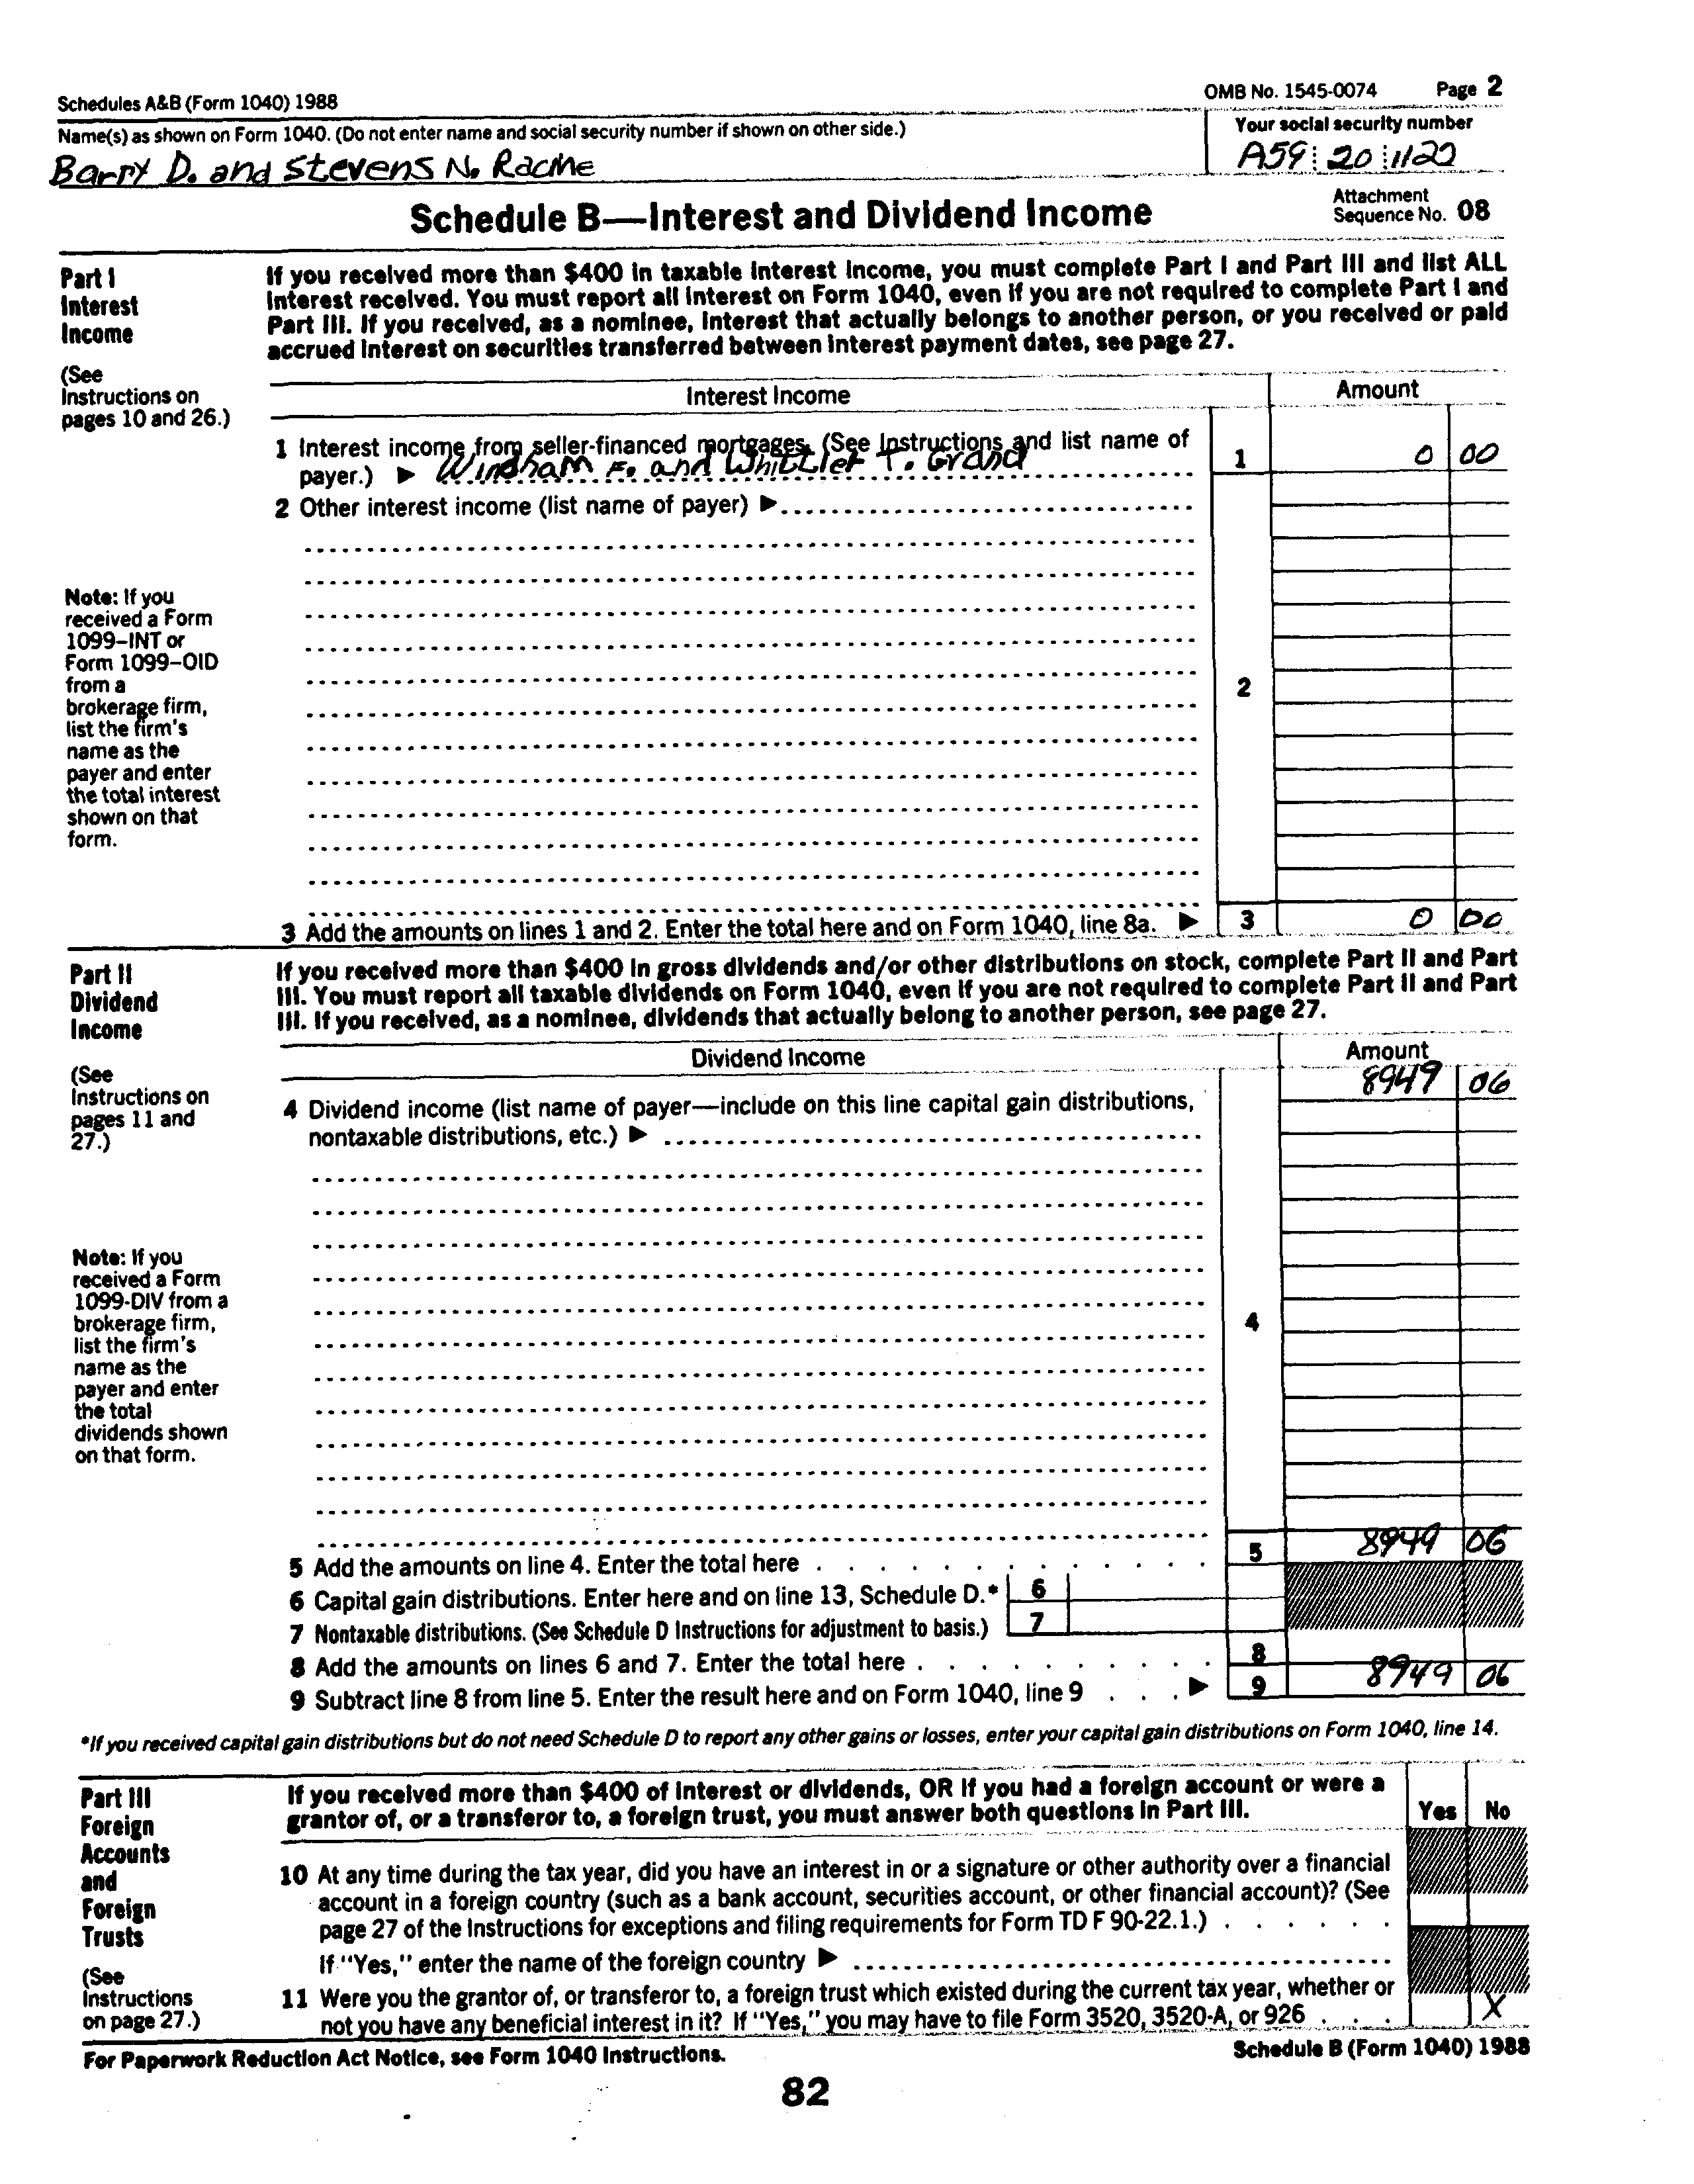 Schedules A&B (Form 1040) 1988
OMB No. 1545-0074 Page 2
Name(s) as shown on Form 1040. (Do not enter name and social security number if shown on other side.)
Your social security number
Barry D. and Stevens N. Racine
A59 20 1122
Schedule B—Interest and Dividend Income
Attachment
Sequence No. 08
Part I
Interest
Income
(See
Instructions on
pages 10 and 26.)
If you received more than $400 in taxable interest income, you must complete Part I and Part III and list ALL
interest received. You must report all interest on Form 1040, even if you are not required to complete Part I and
Part III. If you received, as a nominee, interest that actually belongs to another person, or you received or paid
accrued interest on securities transferred between interest payment dates, see page 27.
Interest Income Amount
1 Interest income from seller-financed mortgages. (See Instructions and list name of
payer.) ▶ Windham F. and Whittler T. Grand
1 0 00
2 Other interest income (list name of payer) ▶
Note: If you
received a Form
1099–INT or
Form 1099–OID
from a
brokerage firm,
list the firm's
name as the
payer and enter
the total interest
shown on that
form.
2
3 Add the amounts on lines 1 and 2. Enter the total here and on Form 1040, line 8a. ▶ 3 0 00
Part II
Dividend
Income
(See
Instructions on
pages 11 and
27.)
If you received more than $400 in gross dividends and/or other distributions on stock, complete Part II and Part
III. You must report all taxable dividends on Form 1040, even if you are not required to complete Part II and Part
III. If you received, as a nominee, dividends that actually belong to another person, see page 27.
Dividend Income Amount
8949 06
4 Dividend income (list name of payer—include on this line capital gain distributions,
nontaxable distributions, etc.) ▶
Note: If you
received a Form
1099-DIV from a
brokerage firm,
list the firm's
name as the
payer and enter
the total
dividends shown
on that form.
4
5 Add the amounts on line 4. Enter the total here 5 8949 06
6 Capital gain distributions. Enter here and on line 13, Schedule D.* 6
7 Nontaxable distributions. (See Schedule D Instructions for adjustment to basis.) 7
8 Add the amounts on lines 6 and 7. Enter the total here 8
9 Subtract line 8 from line 5. Enter the result here and on Form 1040, line 9 ▶ 9 8949 06
*If you received capital gain distributions but do not need Schedule D to report any other gains or losses, enter your capital gain distributions on Form 1040, line 14.
Part III
Foreign
Accounts
and
Foreign
Trusts
(See
Instructions
on page 27.)
If you received more than $400 of interest or dividends, OR if you had a foreign account or were a
grantor of, or a transferor to, a foreign trust, you must answer both questions in Part III.
Yes No
10 At any time during the tax year, did you have an interest in or a signature or other authority over a financial
account in a foreign country (such as a bank account, securities account, or other financial account)? (See
page 27 of the Instructions for exceptions and filing requirements for Form TD F 90-22.1.)
If "Yes," enter the name of the foreign country ▶
11 Were you the grantor of, or transferor to, a foreign trust which existed during the current tax year, whether or
not you have any beneficial interest in it? If "Yes," you may have to file Form 3520, 3520-A, or 926 X
For Paperwork Reduction Act Notice, see Form 1040 Instructions.
Schedule B (Form 1040) 1988
82